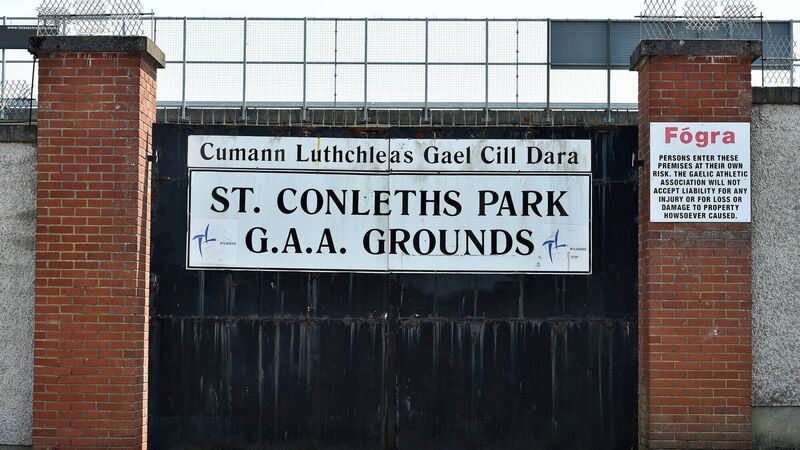 Cumann Luthchleas Gael Cill Dara
ST. CONLETHS PARK
G.A.A. GROUNDS
KILDARE
Fógra
PERSONS ENTER THESE
PREMISES AT THEIR OWN
RISK. THE GAELIC ATHLETIC
ASSOCIATION WILL NOT
ACCEPT LIABILITY FOR ANY
INJURY OR FOR LOSS OR
DAMAGE TO PROPERTY
HOWSOEVER CAUSED.